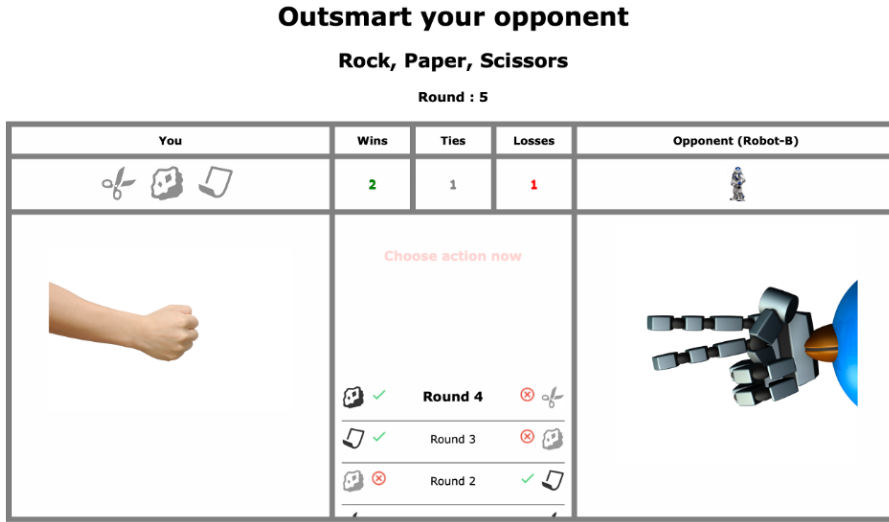 Outsmart your opponent
Rock, Paper, Scissors
Round : 5
You Wins Ties Losses Opponent (Robot-B)
2 1 1
Choose action now
Round 4
Round 3
Round 2